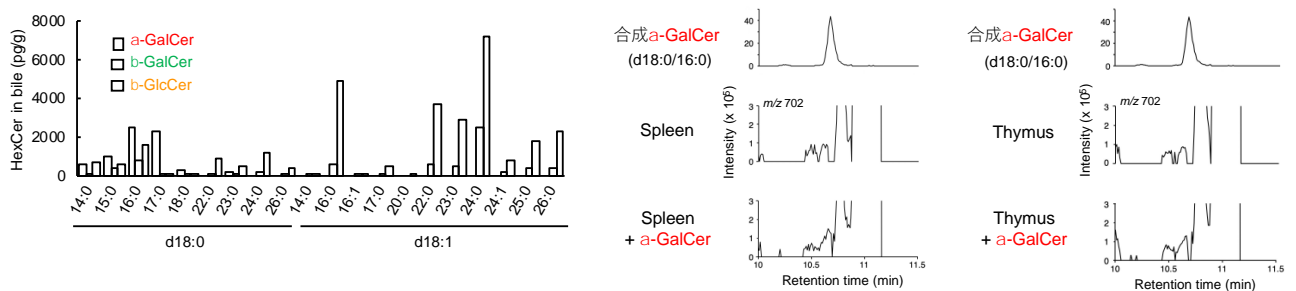 8000
6000
4000
2000
0
HexCer in bile (pg/g)
a-GalCer
b-GalCer
b-GlcCer
14:0
15:0
16:0
17:0
18:0
22:0
23:0
24:0
26:0
14:0
16:0
16:1
17:0
20:0
22:0
23:0
24:0
24:1
25:0
26:0
d18:0
d18:1
合成a-GalCer
(d18:0/16:0)
40
20
0
Spleen
m/z 702
3
2
1
0
Intensity (x 10⁵)
Spleen
+ a-GalCer
3
2
1
0
10
10.5
11
11.5
Retention time (min)
合成a-GalCer
(d18:0/16:0)
40
20
0
Thymus
m/z 702
3
2
1
0
Intensity (x 10⁵)
Thymus
+ a-GalCer
3
2
1
0
10
10.5
11
11.5
Retention time (min)